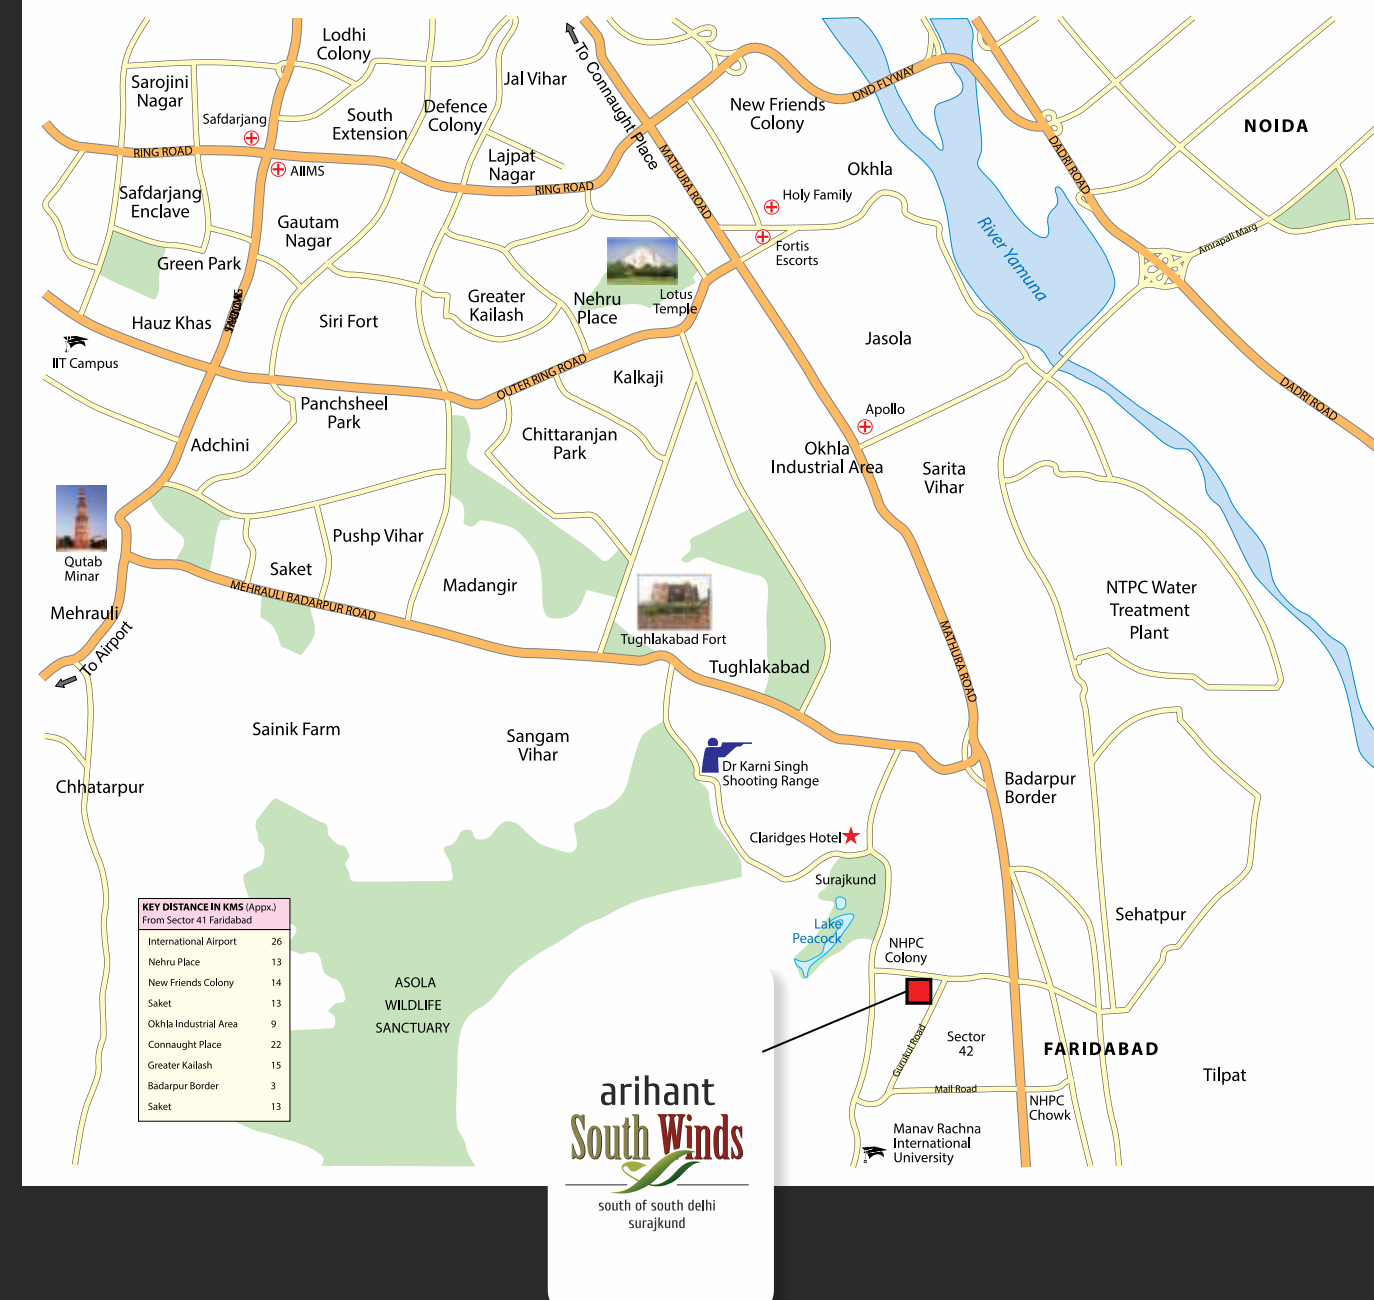 Lodhi
Colony
To Connaught Place
Jal Vihar
Sarojini
Nagar
DND FLYWAY
Safdarjang
South
Extension
Defence
Colony
New Friends
Colony
NOIDA
RING ROAD
AIIMS
Lajpat
Nagar
RING ROAD
MATHURA ROAD
Okhla
DADRI ROAD
Safdarjang
Enclave
Holy Family
Gautam
Nagar
Fortis
Escorts
River Yamuna
Amrapali Marg
Green Park
Lotus
Temple
Nehru
Place
Greater
Kailash
Hauz Khas
Siri Fort
Jasola
IIT Campus
OUTER RING ROAD
Kalkaji
DADRI ROAD
Panchsheel
Park
Apollo
Adchini
Chittaranjan
Park
Okhla
Industrial Area
Sarita
Vihar
Pushp Vihar
Qutab
Minar
Saket
Madangir
MEHRAULI BADARPUR ROAD
NTPC Water
Treatment
Plant
Mehrauli
To Airport
Tughlakabad Fort
Tughlakabad
MATHURA ROAD
Sainik Farm
Sangam
Vihar
Dr Karni Singh
Shooting Range
Badarpur
Border
Chhatarpur
Claridges Hotel
Surajkund
Lake
Peacock
Sehatpur
NHPC
Colony
KEY DISTANCE IN KMS (Appx.)
From Sector 41 Faridabad
International Airport 26
Nehru Place 13
New Friends Colony 14
Saket 13
Okhla Industrial Area 9
Connaught Place 22
Greater Kailash 15
Badarpur Border 3
Saket 13
ASOLA
WILDLIFE
SANCTUARY
Gurukul Road
Sector
42
FARIDABAD
Tilpat
Mall Road
NHPC
Chowk
Manav Rachna
International
University
arihant
South Winds
south of south delhi
surajkund